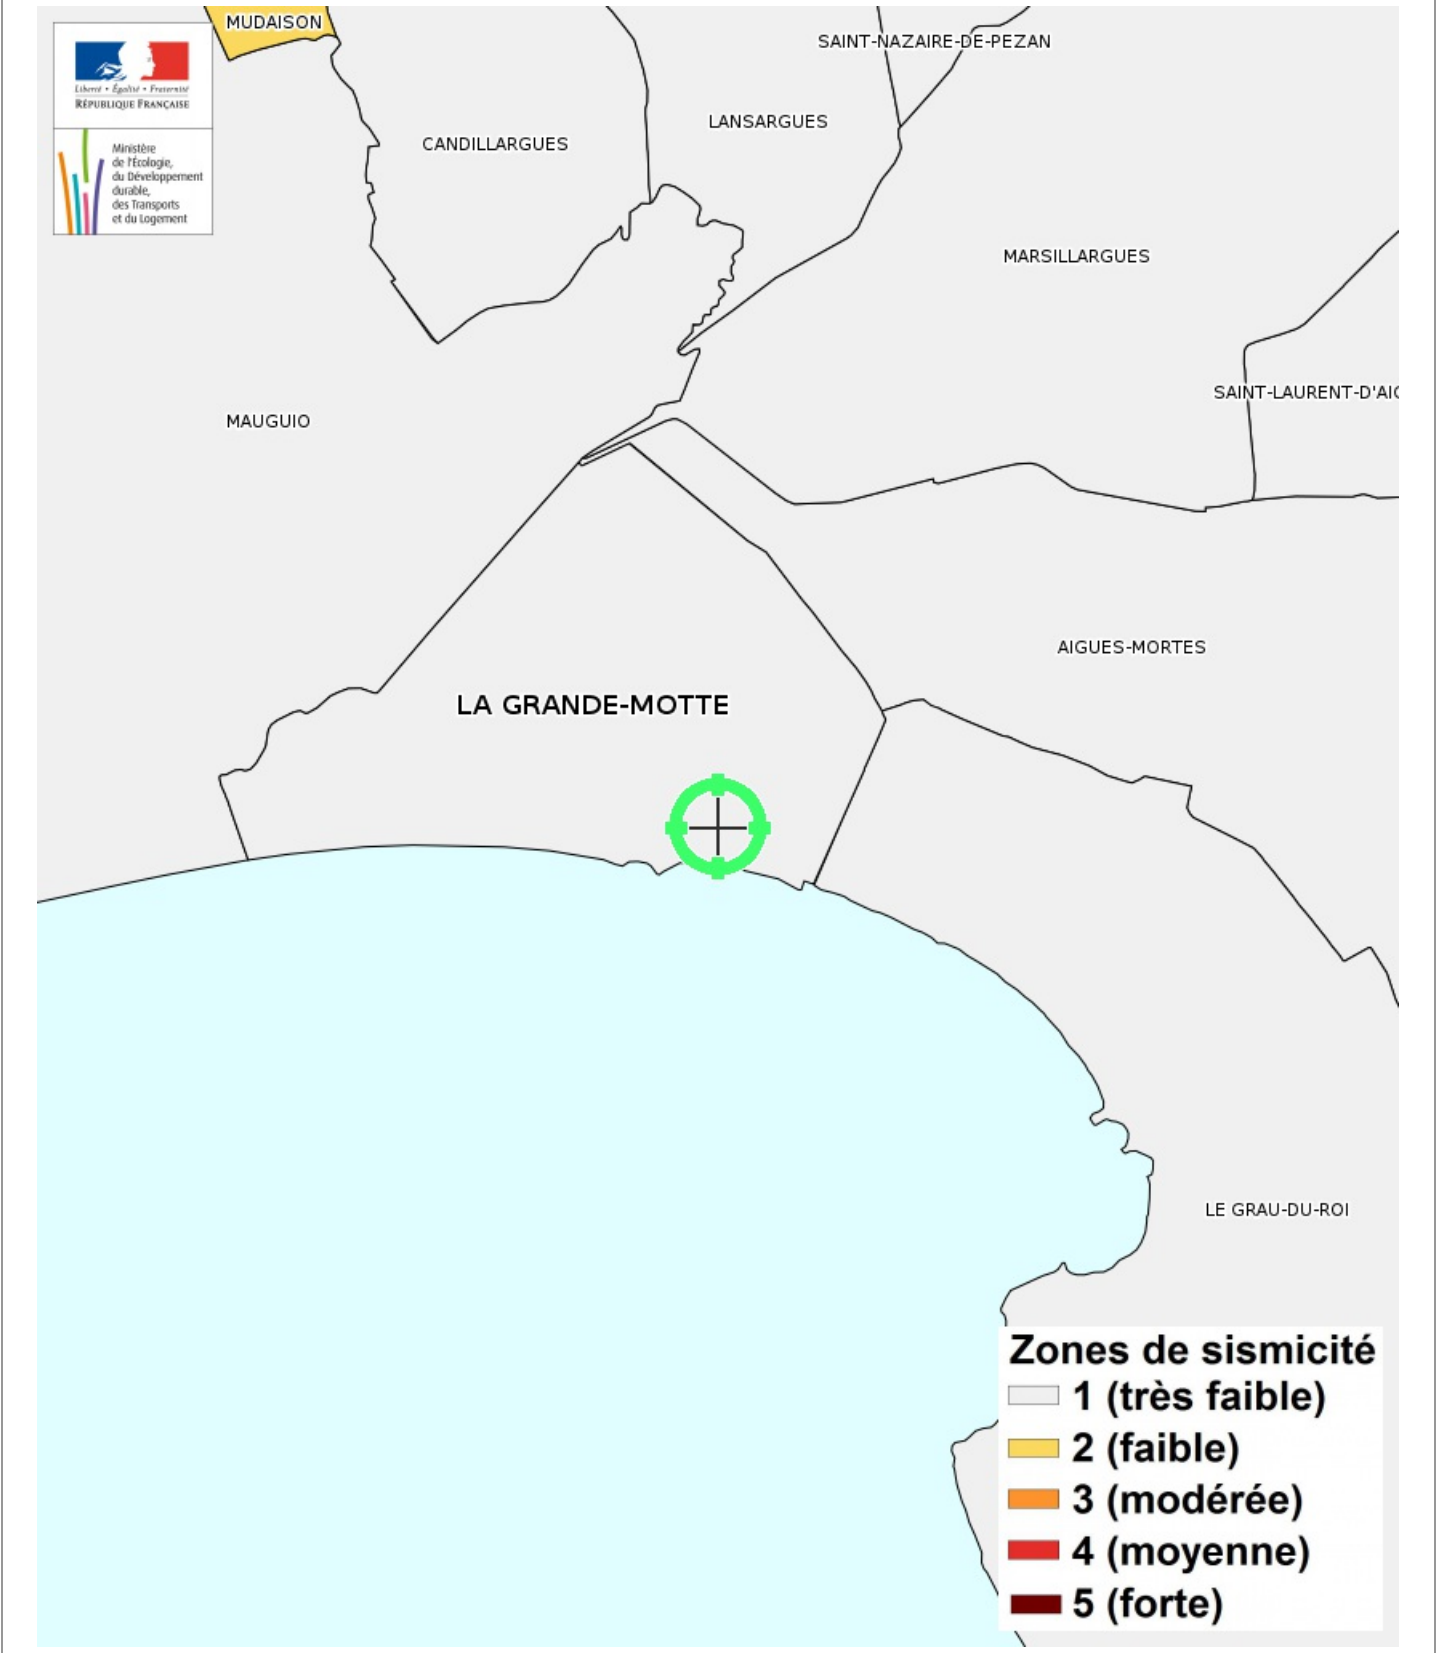 MUDAISON
SAINT-NAZAIRE-DE-PEZAN
Liberté • Égalité • Fraternité
RÉPUBLIQUE FRANÇAISE
LANSARGUES
CANDILLARGUES
Ministère
de l'Écologie,
du Développement
durable,
des Transports
et du Logement
MARSILLARGUES
SAINT-LAURENT-D'AIG
MAUGUIO
AIGUES-MORTES
LA GRANDE-MOTTE
LE GRAU-DU-ROI
Zones de sismicité
1 (très faible)
2 (faible)
3 (modérée)
4 (moyenne)
5 (forte)